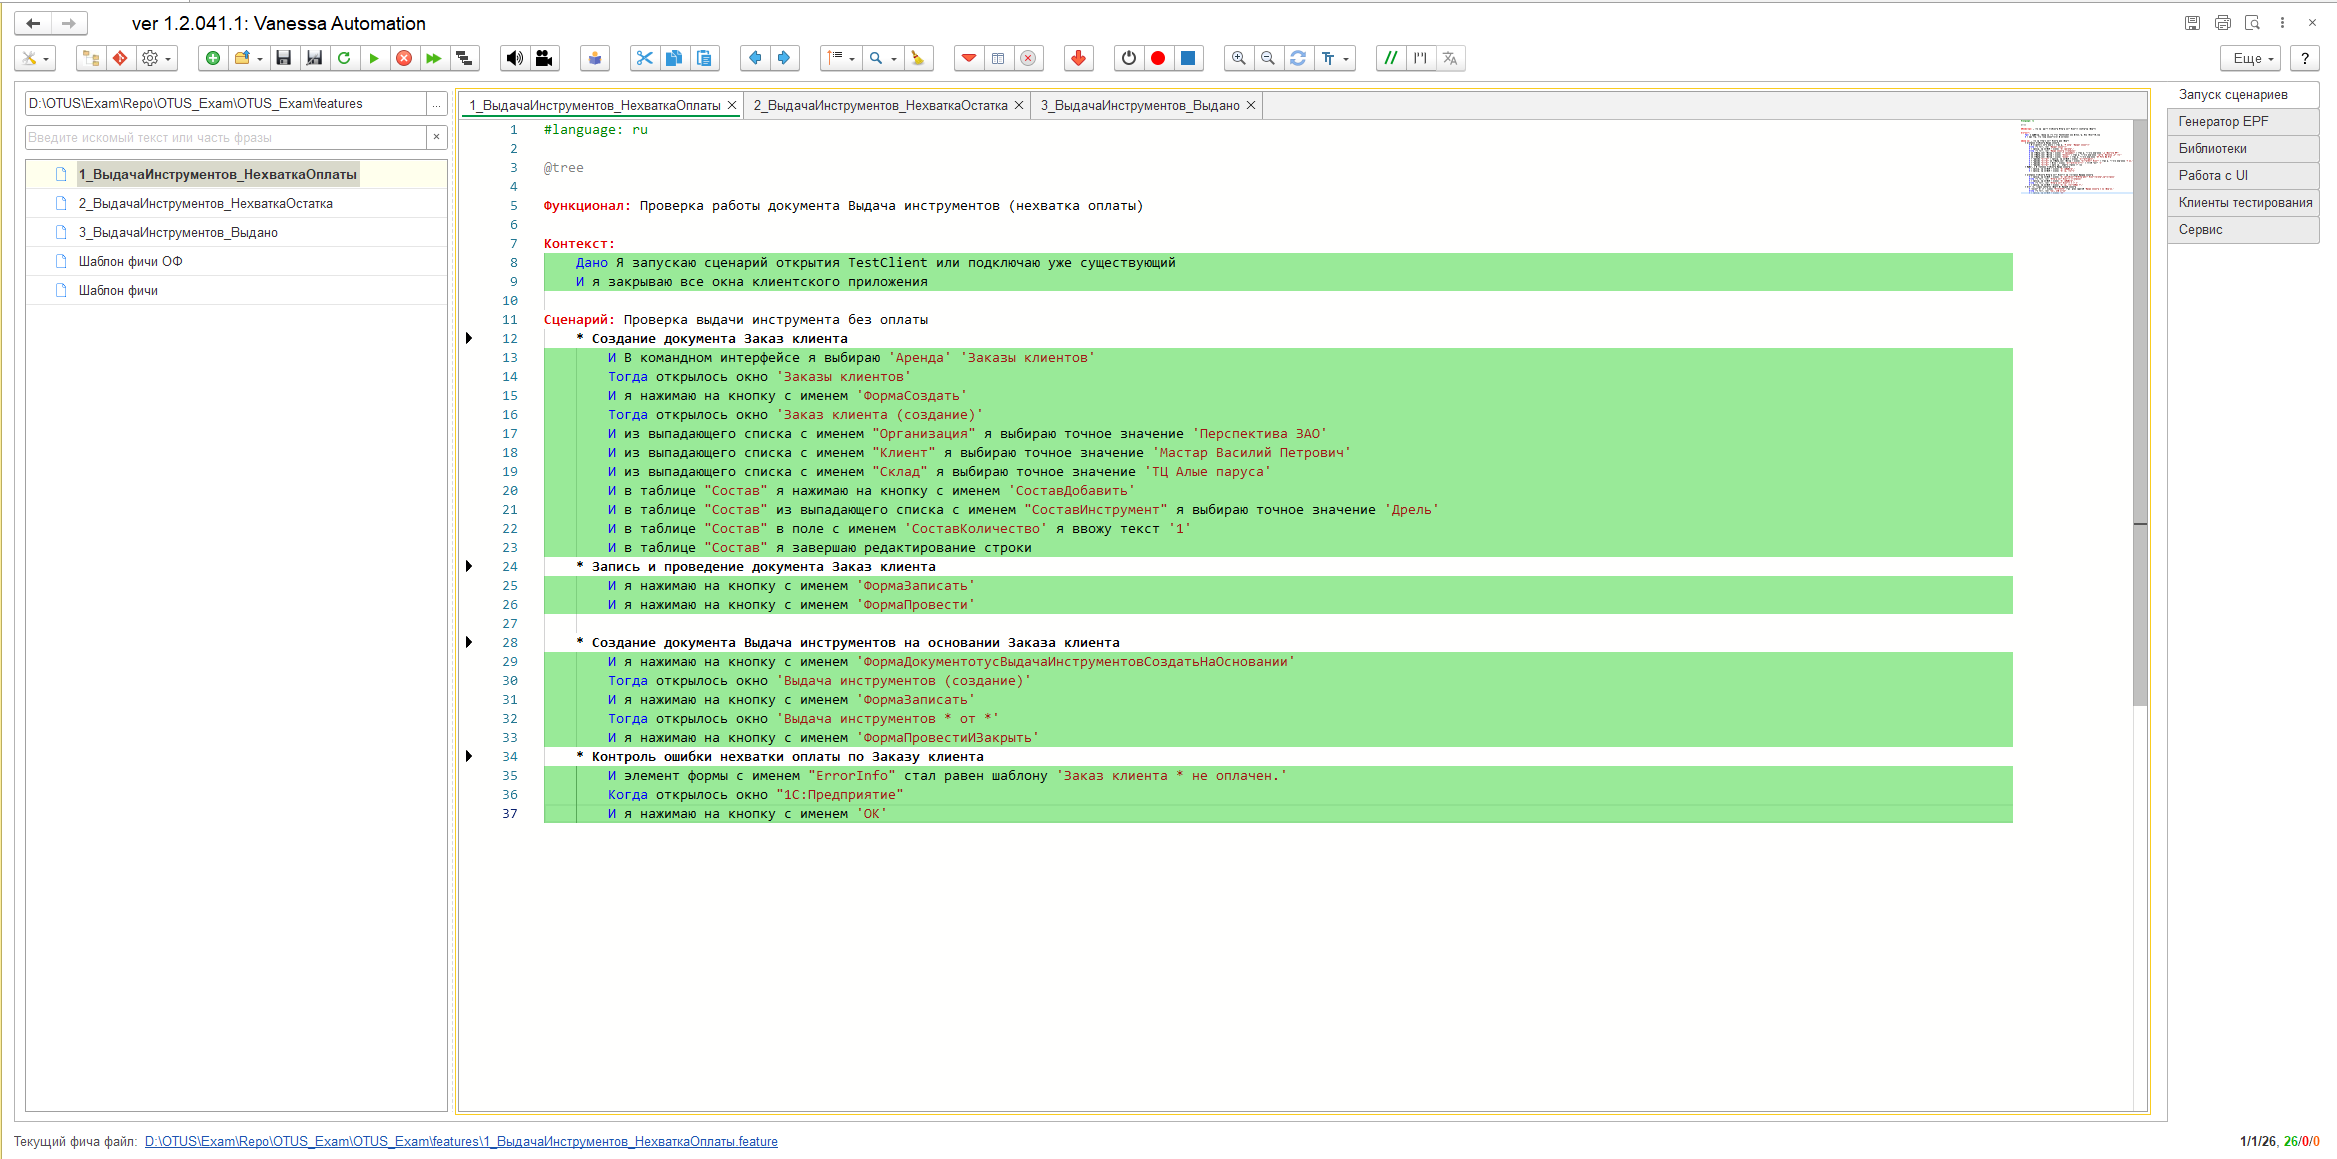 ver 1.2.041.1: Vanessa Automation
Еще
?
D:\OTUS\Exam\Repo\OTUS_Exam\OTUS_Exam\features
...
Введите искомый текст или часть фразы
×
1_ВыдачаИнструментов_НехваткаОплаты
2_ВыдачаИнструментов_НехваткаОстатка
3_ВыдачаИнструментов_Выдано
Шаблон фичи ОФ
Шаблон фичи
1_ВыдачаИнструментов_НехваткаОплаты × 2_ВыдачаИнструментов_НехваткаОстатка × 3_ВыдачаИнструментов_Выдано ×
1 #language: ru
2
3 @tree
4
5 Функционал: Проверка работы документа Выдача инструментов (нехватка оплаты)
6
7 Контекст:
8 Дано Я запускаю сценарий открытия TestClient или подключаю уже существующий
9 И я закрываю все окна клиентского приложения
10
11 Сценарий: Проверка выдачи инструмента без оплаты
12 * Создание документа Заказ клиента
13 И В командном интерфейсе я выбираю 'Аренда' 'Заказы клиентов'
14 Тогда открылось окно 'Заказы клиентов'
15 И я нажимаю на кнопку с именем 'ФормаСоздать'
16 Тогда открылось окно 'Заказ клиента (создание)'
17 И из выпадающего списка с именем "Организация" я выбираю точное значение 'Перспектива ЗАО'
18 И из выпадающего списка с именем "Клиент" я выбираю точное значение 'Мастар Василий Петрович'
19 И из выпадающего списка с именем "Склад" я выбираю точное значение 'ТЦ Алые паруса'
20 И в таблице "Состав" я нажимаю на кнопку с именем 'СоставДобавить'
21 И в таблице "Состав" из выпадающего списка с именем "СоставИнструмент" я выбираю точное значение 'Дрель'
22 И в таблице "Состав" в поле с именем 'СоставКоличество' я ввожу текст '1'
23 И в таблице "Состав" я завершаю редактирование строки
24 * Запись и проведение документа Заказ клиента
25 И я нажимаю на кнопку с именем 'ФормаЗаписать'
26 И я нажимаю на кнопку с именем 'ФормаПровести'
27
28 * Создание документа Выдача инструментов на основании Заказа клиента
29 И я нажимаю на кнопку с именем 'ФормаДокументотусВыдачаИнструментовСоздатьНаОсновании'
30 Тогда открылось окно 'Выдача инструментов (создание)'
31 И я нажимаю на кнопку с именем 'ФормаЗаписать'
32 Тогда открылось окно 'Выдача инструментов * от *'
33 И я нажимаю на кнопку с именем 'ФормаПровестиИЗакрыть'
34 * Контроль ошибки нехватки оплаты по Заказу клиента
35 И элемент формы с именем "ErrorInfo" стал равен шаблону 'Заказ клиента * не оплачен.'
36 Когда открылось окно "1С:Предприятие"
37 И я нажимаю на кнопку с именем 'OK'
Запуск сценариев
Генератор EPF
Библиотеки
Работа с UI
Клиенты тестирования
Сервис
Текущий фича файл: D:\OTUS\Exam\Repo\OTUS_Exam\OTUS_Exam\features\1_ВыдачаИнструментов_НехваткаОплаты.feature
1/1/26, 26/0/0